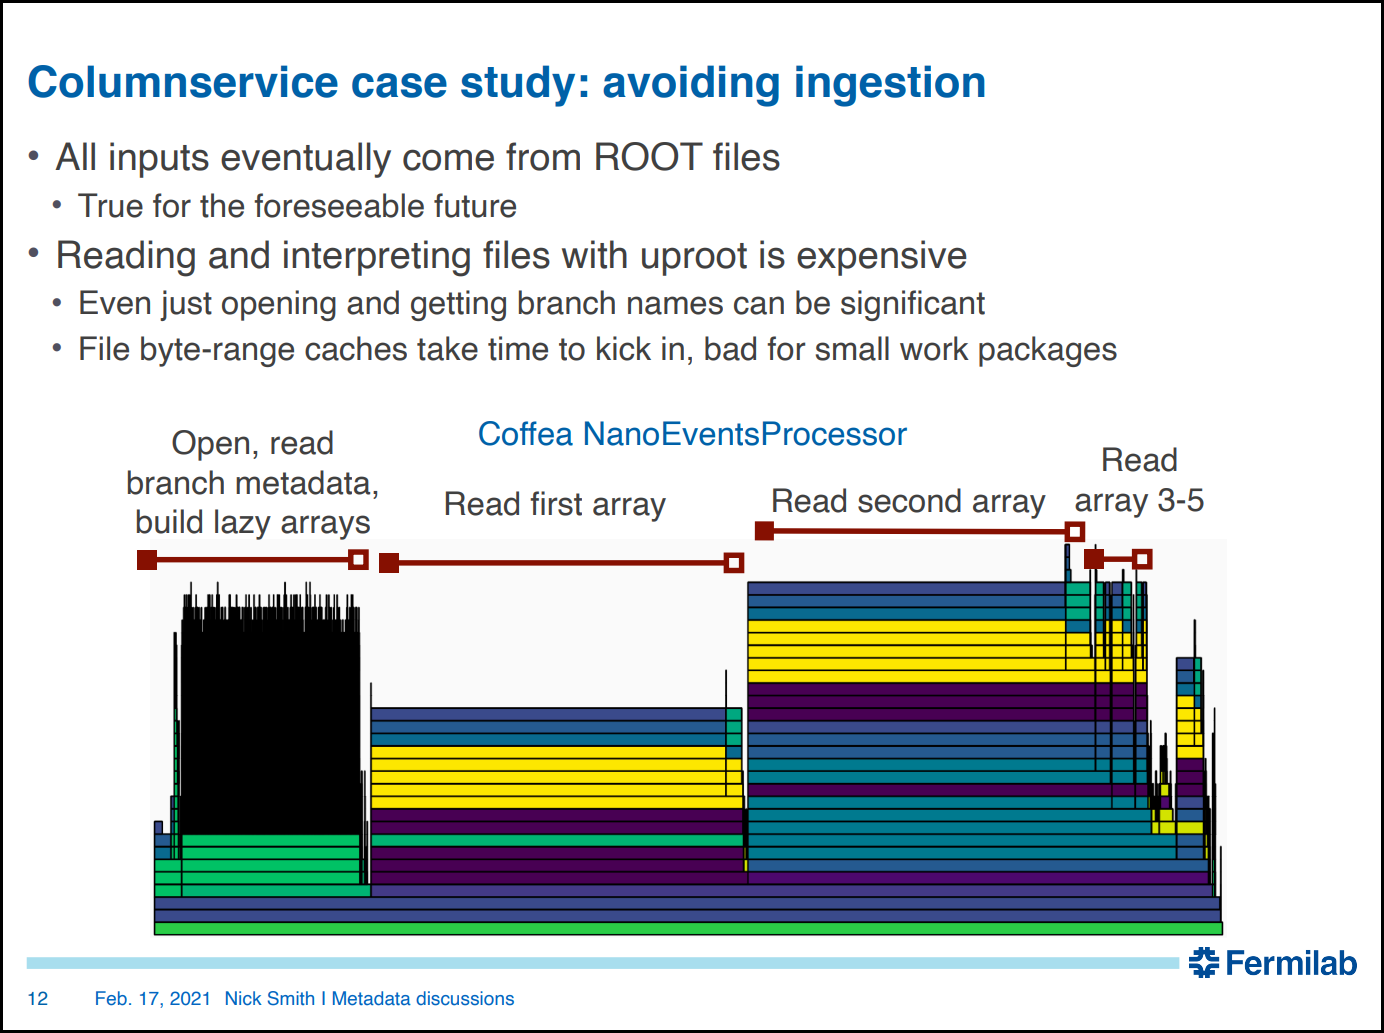 Columnservice case study: avoiding ingestion
• All inputs eventually come from ROOT files
• True for the foreseeable future
• Reading and interpreting files with uproot is expensive
• Even just opening and getting branch names can be significant
• File byte-range caches take time to kick in, bad for small work packages
Coffea NanoEventsProcessor
Open, read
branch metadata,
build lazy arrays
Read first array
Read second array
Read
array 3-5
Fermilab
12 Feb. 17, 2021 Nick Smith | Metadata discussions